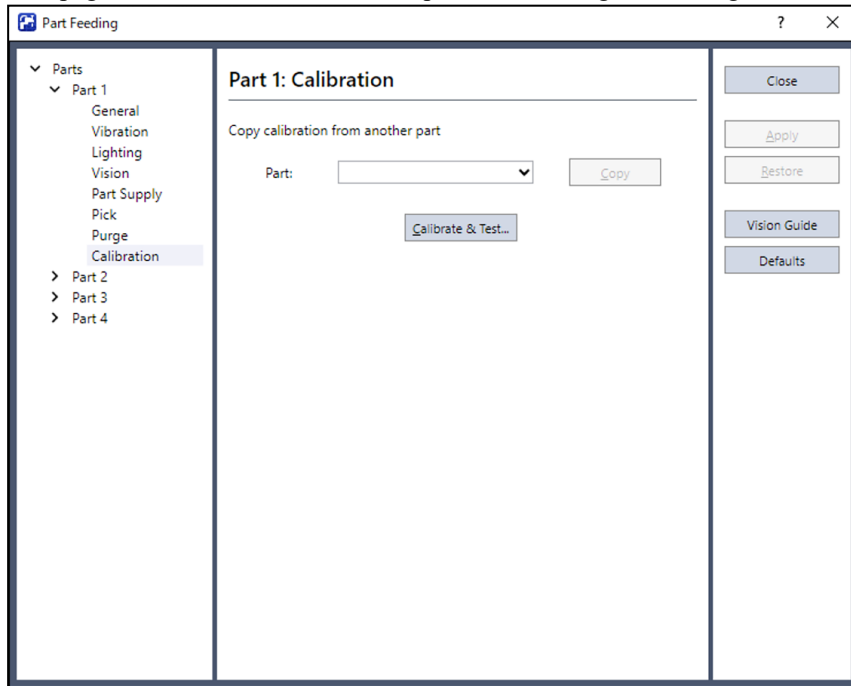 Part Feeding
?
Parts
Part 1
General
Vibration
Lighting
Vision
Part Supply
Pick
Purge
Calibration
Part 2
Part 3
Part 4
Part 1: Calibration
Copy calibration from another part
Part:
Copy
Calibrate & Test...
Close
Apply
Restore
Vision Guide
Defaults